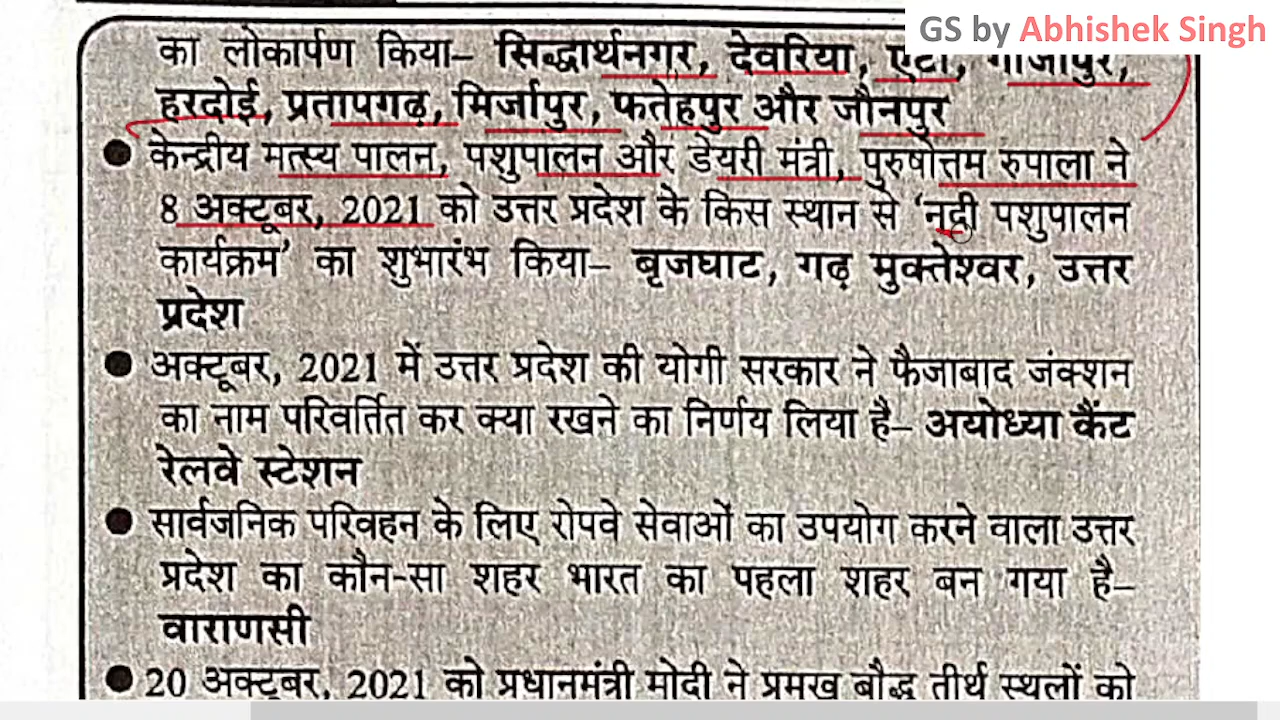 GS by Abhishek Singh
का लोकार्पण किया– सिद्धार्थनगर, देवरिया, एटा, गाजीपुर,
हरदोई, प्रतापगढ़, मिर्जापुर, फतेहपुर और जौनपुर
● केन्द्रीय मत्स्य पालन, पशुपालन और डेयरी मंत्री, पुरुषोत्तम रुपाला ने
8 अक्टूबर, 2021 को उत्तर प्रदेश के किस स्थान से ‘नदी पशुपालन
कार्यक्रम’ का शुभारंभ किया– बृजघाट, गढ़ मुक्तेश्वर, उत्तर
प्रदेश
● अक्टूबर, 2021 में उत्तर प्रदेश की योगी सरकार ने फैजाबाद जंक्शन
का नाम परिवर्तित कर क्या रखने का निर्णय लिया है– अयोध्या कैंट
रेलवे स्टेशन
● सार्वजनिक परिवहन के लिए रोपवे सेवाओं का उपयोग करने वाला उत्तर
प्रदेश का कौन-सा शहर भारत का पहला शहर बन गया है–
वाराणसी
● 20 अक्टूबर, 2021 को प्रधानमंत्री मोदी ने प्रमुख बौद्ध तीर्थ स्थलों को